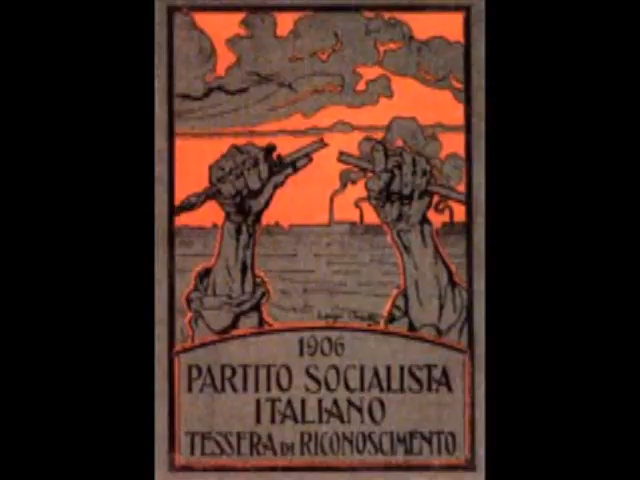 1906
PARTITO SOCIALISTA
ITALIANO
TESSERA DI RICONOSCIMENTO